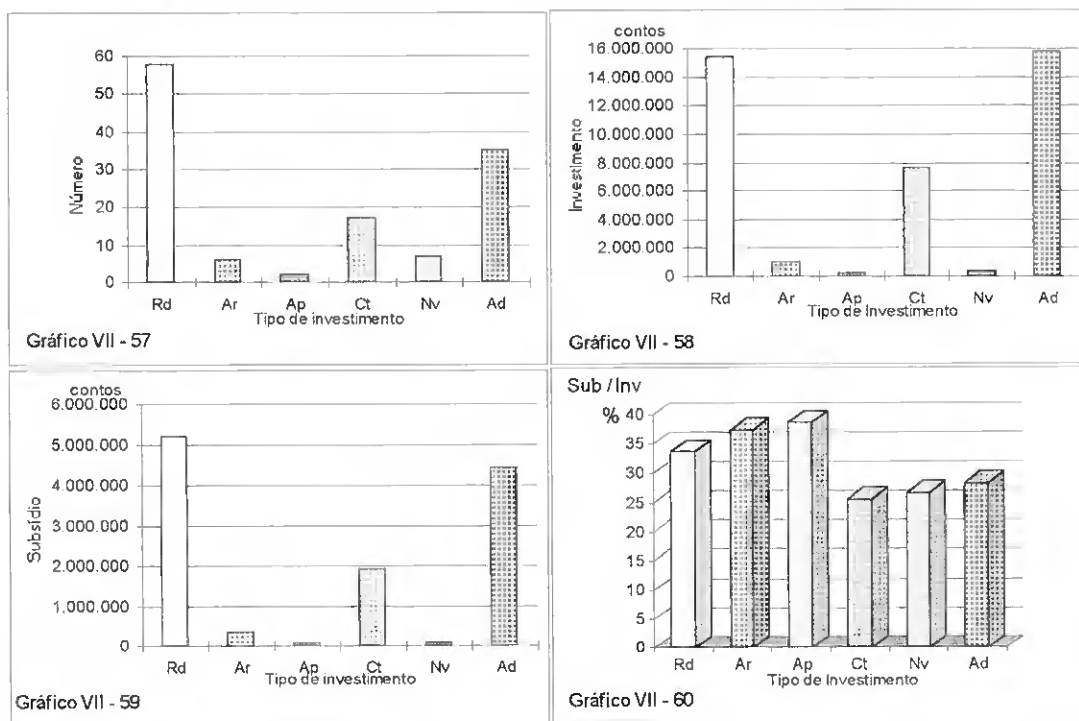 60
50
40
30
20
10
0
Número
Rd Ar Ap Ct Nv Ad
Tipo de investimento
Gráfico VII - 57
contos
16.000.000
14.000.000
12.000.000
10.000.000
8.000.000
6.000.000
4.000.000
2.000.000
0
Investimento
Rd Ar Ap Ct Nv Ad
Tipo de Investimento
Gráfico VII - 58
contos
6.000.000
5.000.000
4.000.000
3.000.000
2.000.000
1.000.000
0
Subsídio
Rd Ar Ap Ct Nv Ad
Tipo de investimento
Gráfico VII - 59
Sub / Inv
%
40
35
30
25
20
15
10
5
0
Rd Ar Ap Ct Nv Ad
Tipo de Investimento
Gráfico VII - 60